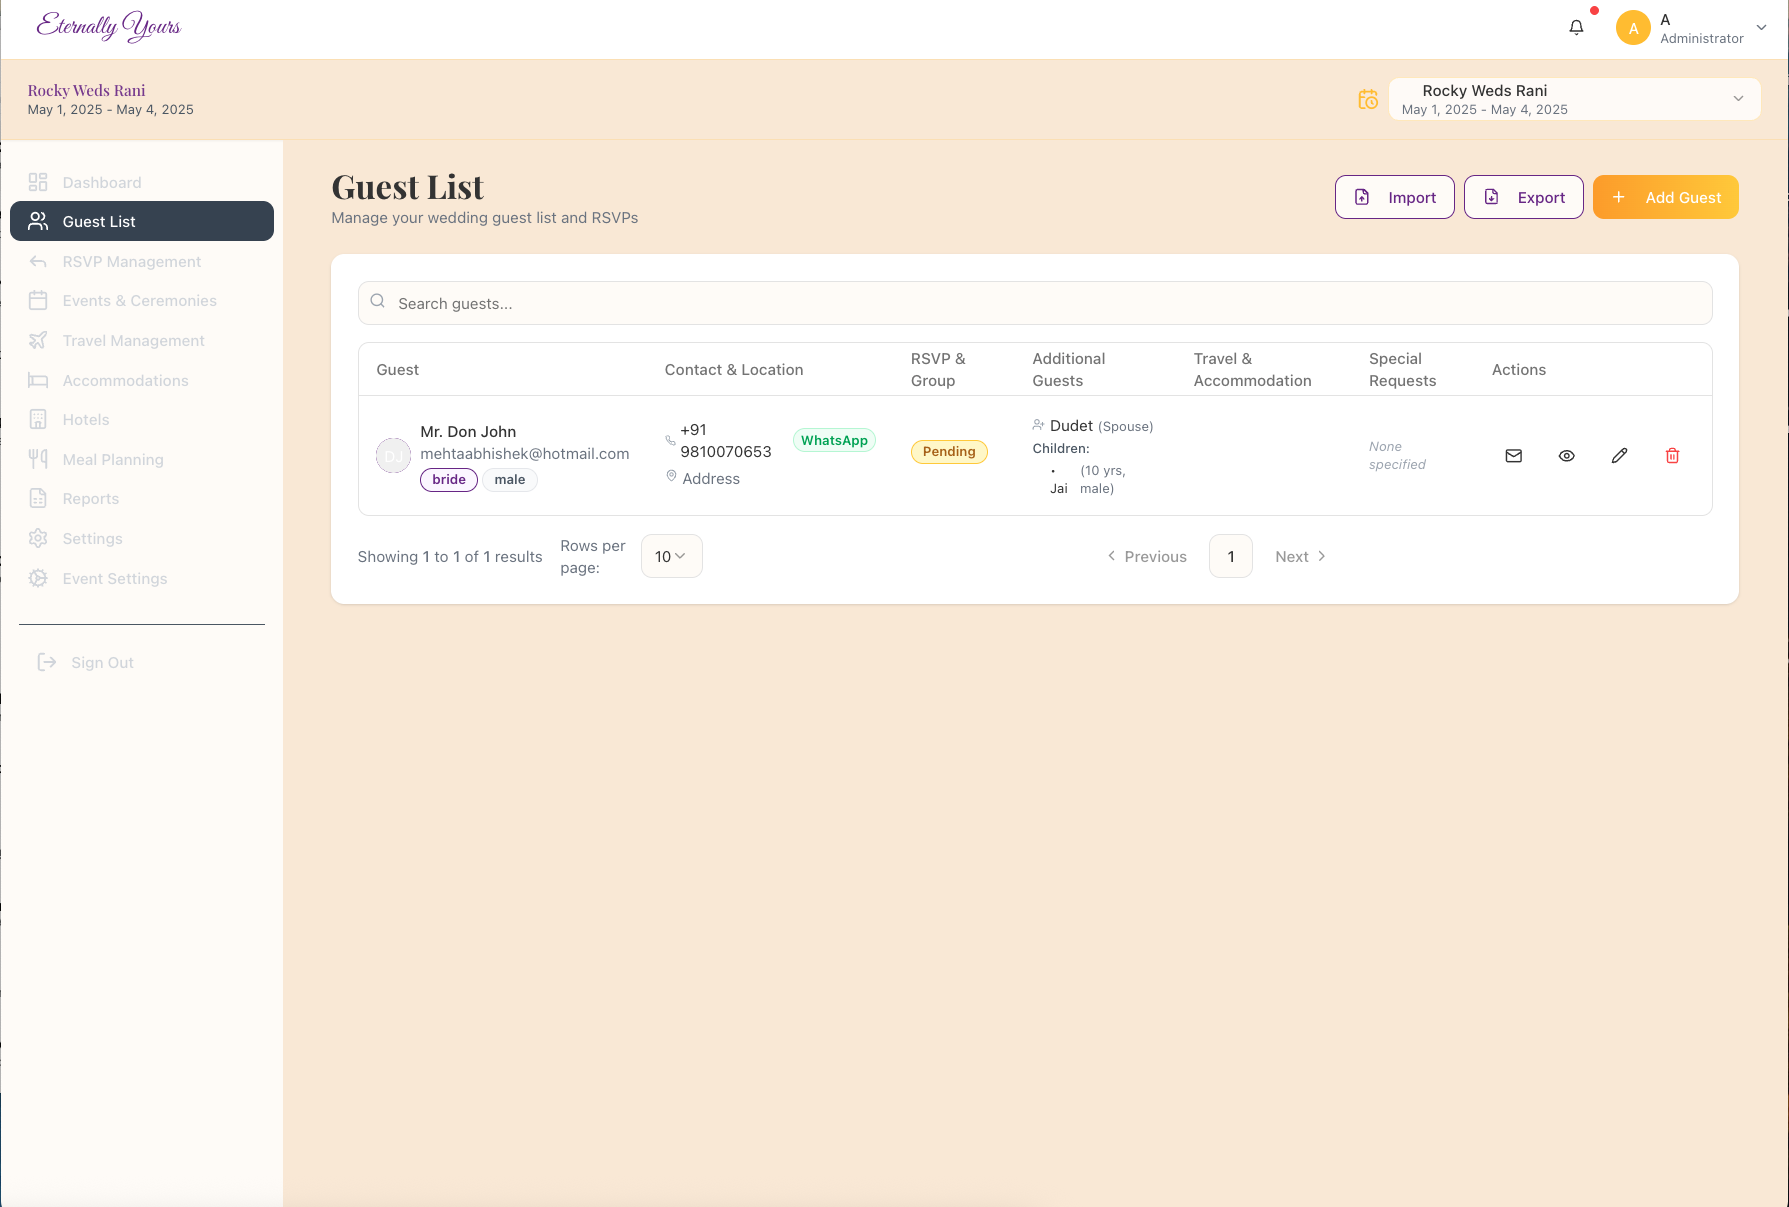 Eternally Yours
A
A
Administrator
Rocky Weds Rani
May 1, 2025 - May 4, 2025
Rocky Weds Rani
May 1, 2025 - May 4, 2025
Dashboard
Guest List
RSVP Management
Events & Ceremonies
Travel Management
Accommodations
Hotels
Meal Planning
Reports
Settings
Event Settings
Sign Out
Guest List
Manage your wedding guest list and RSVPs
Import
Export
Add Guest
Search guests...
Guest
Contact & Location
RSVP &
Group
Additional
Guests
Travel &
Accommodation
Special
Requests
Actions
DJ
Mr. Don John
mehtaabhishek@hotmail.com
bride
male
+91
9810070653
WhatsApp
Address
Pending
Dudet (Spouse)
Children:
• Jai (10 yrs,
male)
None
specified
Showing 1 to 1 of 1 results
Rows per
page:
10
Previous
1
Next